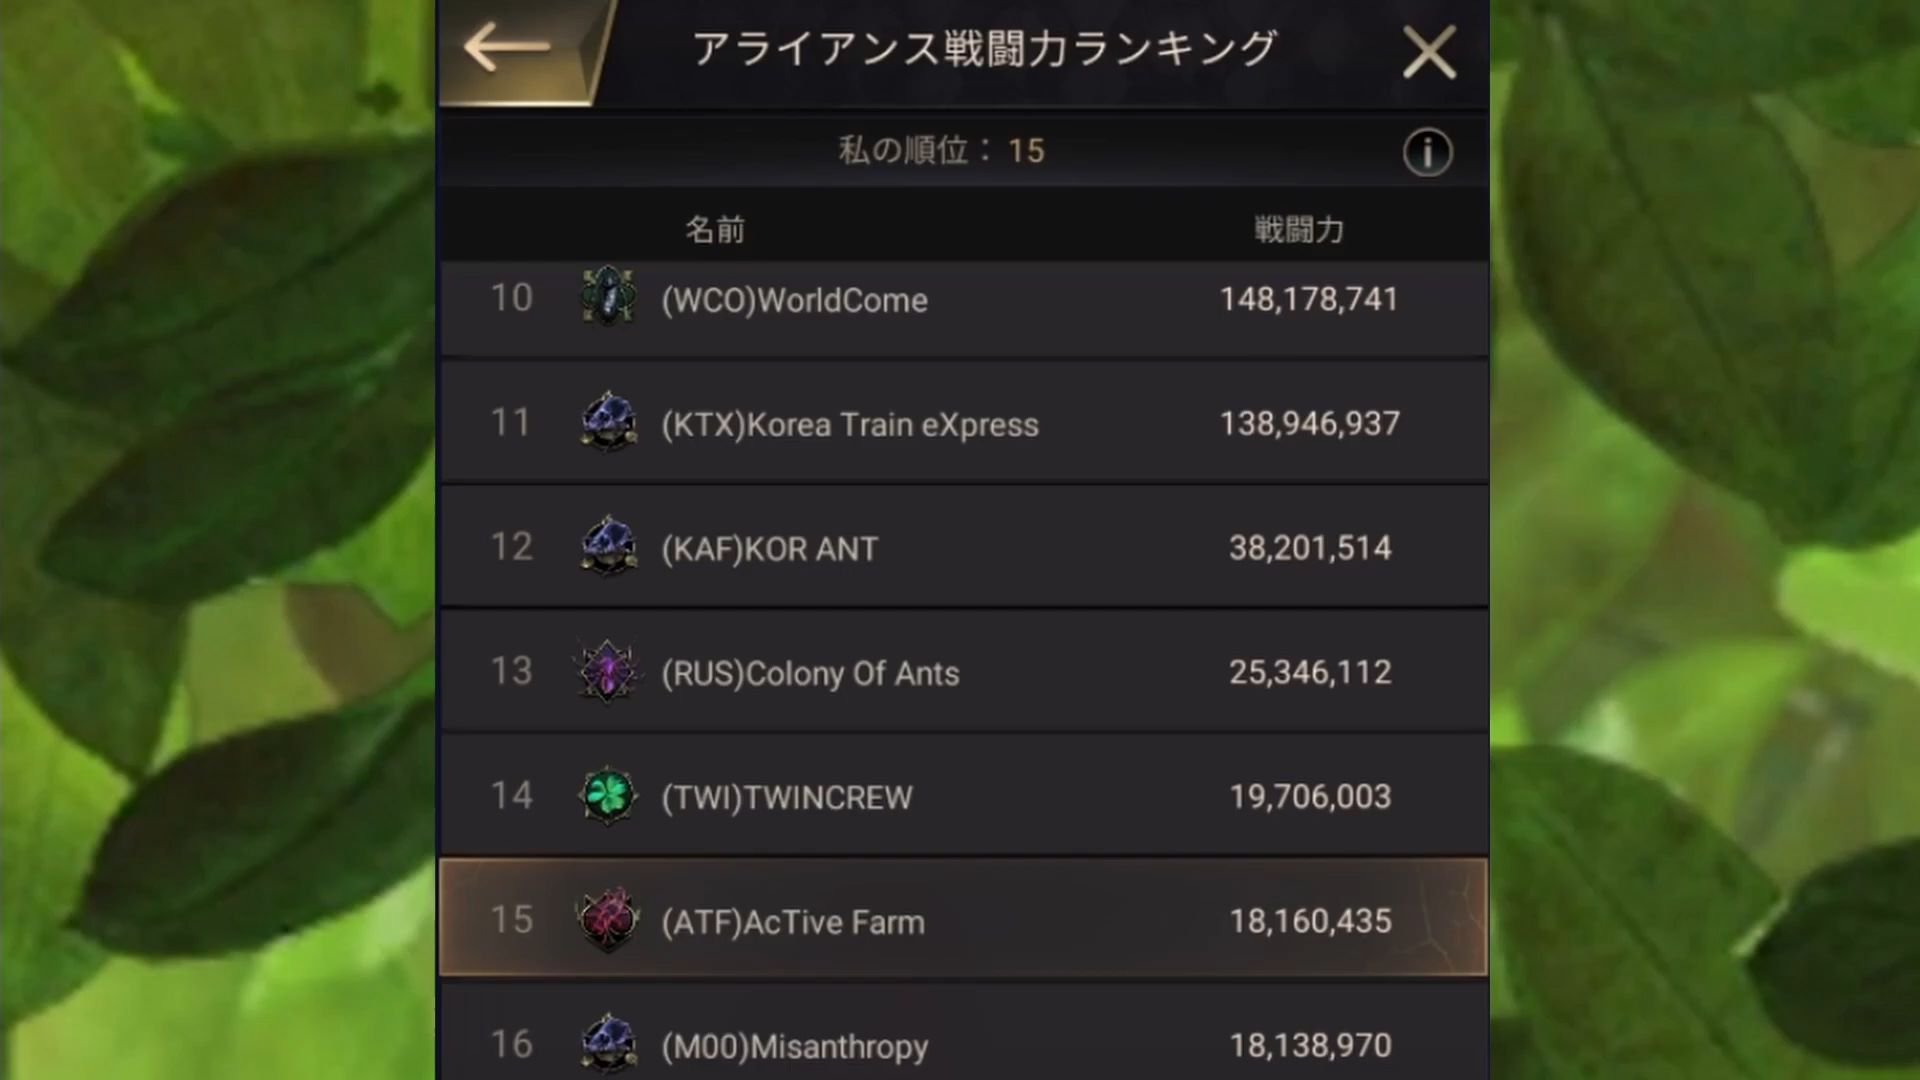 アライアンス戦闘力ランキング
私の順位： 15
名前 戦闘力
10 (WCO)WorldCome 148,178,741
11 (KTX)Korea Train eXpress 138,946,937
12 (KAF)KOR ANT 38,201,514
13 (RUS)Colony Of Ants 25,346,112
14 (TWI)TWINCREW 19,706,003
15 (ATF)AcTive Farm 18,160,435
16 (M00)Misanthropy 18,138,970